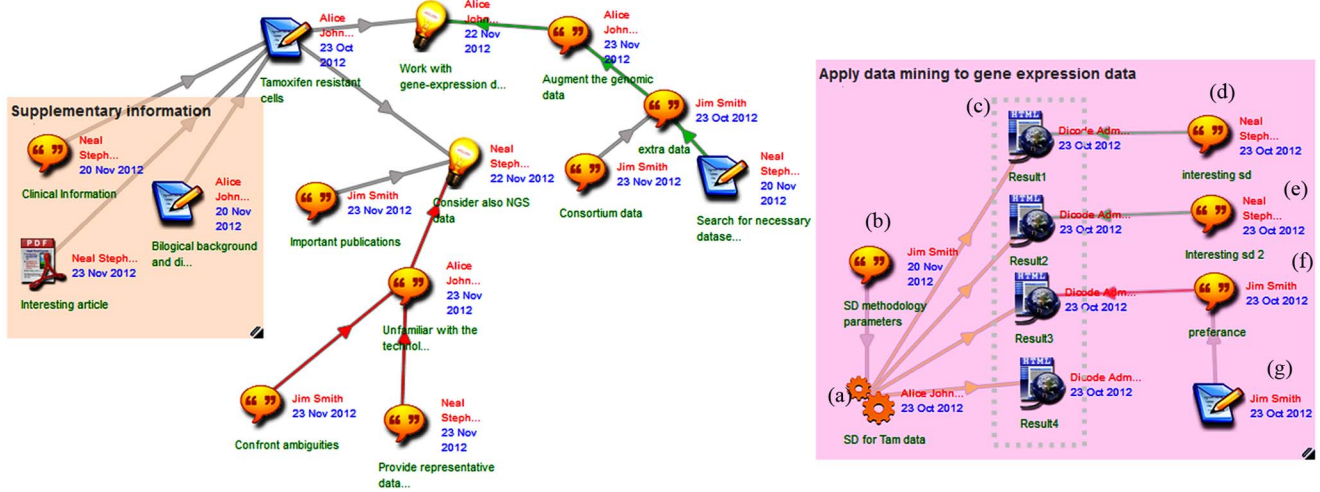 Alice
John...
23 Oct
2012
Tamoxifen resistant
cells
Alice
John...
22 Nov
2012
Work with
gene-expression d...
Alice
John...
23 Nov
2012
Augment the genomic
data
Jim Smith
23 Oct 2012
extra data
Jim Smith
23 Nov 2012
Consortium data
Neal
Steph...
20 Nov
2012
Search for necessary
datase...
Supplementary information
Neal
Steph...
20 Nov 2012
Clinical Information
Alice
John...
20 Nov
2012
Bilogical background
and di...
PDF
Neal Steph...
23 Nov 2012
Interesting article
Neal
Steph...
22 Nov 2012
Consider also NGS
data
Jim Smith
23 Nov 2012
Important publications
Alice
John...
23 Nov
2012
Unfamiliar with the
technol...
Jim Smith
23 Nov 2012
Confront ambiguities
Neal
Steph...
23 Nov
2012
Provide representative
data...
Apply data mining to gene expression data
(c)
(d)
HTML
Dicode Adm...
23 Oct 2012
Result1
Neal
Steph...
23 Oct 2012
interesting sd
(e)
HTML
Dicode Adm...
23 Oct 2012
Result2
Neal
Steph...
23 Oct 2012
Interesting sd 2
(b)
Jim Smith
20 Nov
2012
SD methodology
parameters
(f)
HTML
Dicode Adm...
23 Oct 2012
Result3
Jim Smith
23 Oct 2012
preferance
(a)
Alice John...
23 Oct 2012
SD for Tam data
HTML
Dicode Adm...
23 Oct 2012
Result4
(g)
Jim Smith
23 Oct 2012